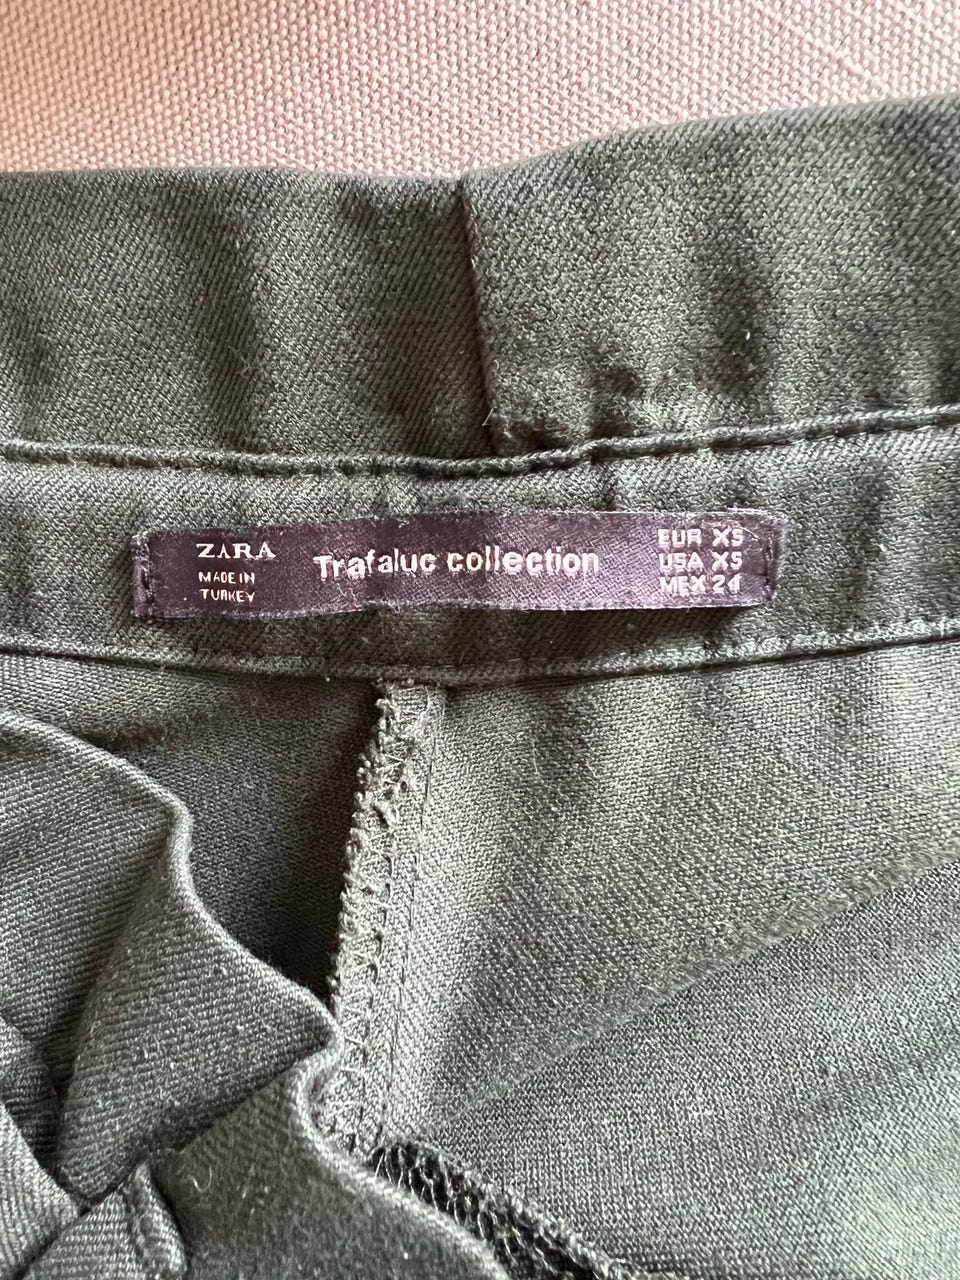 ZARA
MADE IN
TURKEY
Trafaluc collection
EUR XS
USA XS
MEX 24